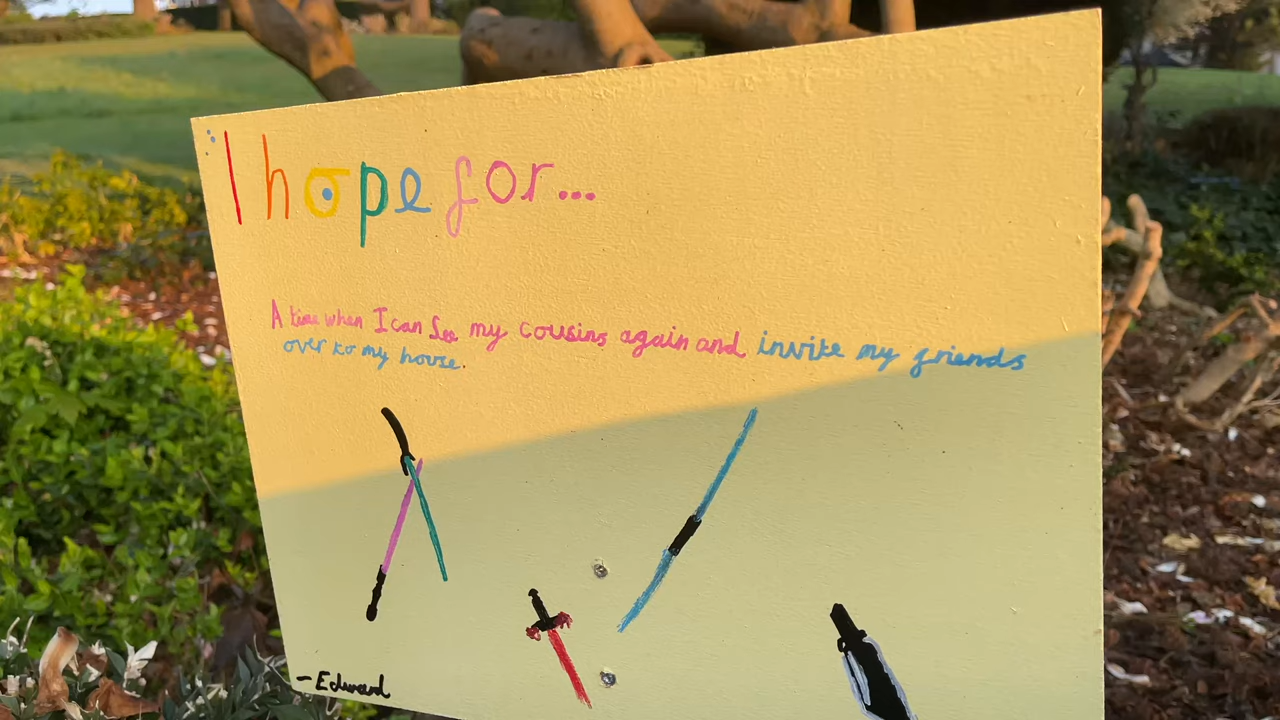 I hope for...
A time when I can See my cousins again and invite my friends
over to my house.
- Edward